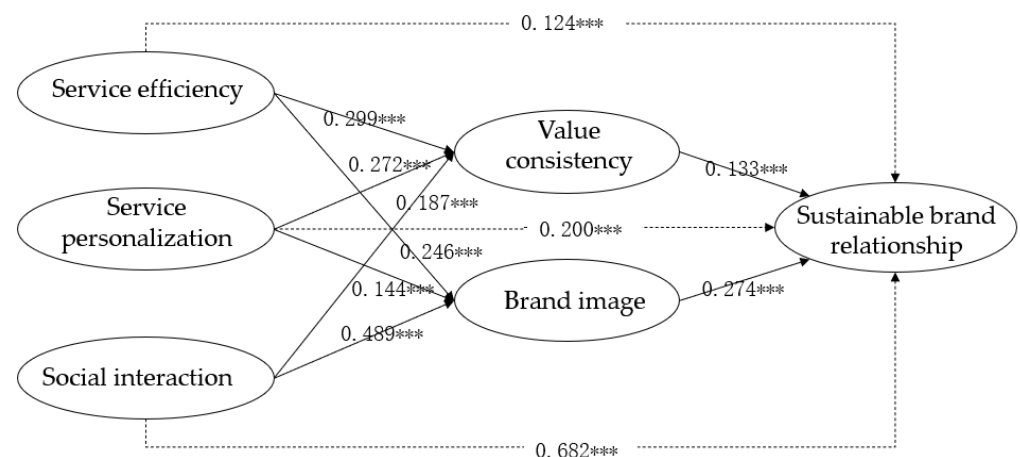 0.124***
Service efficiency
0.299***
Value
consistency
0.272***
0.133***
0.187***
Service
personalization
0.200***
Sustainable brand
relationship
0.246***
0.144***
Brand image
0.274***
0.489***
Social interaction
0.682***